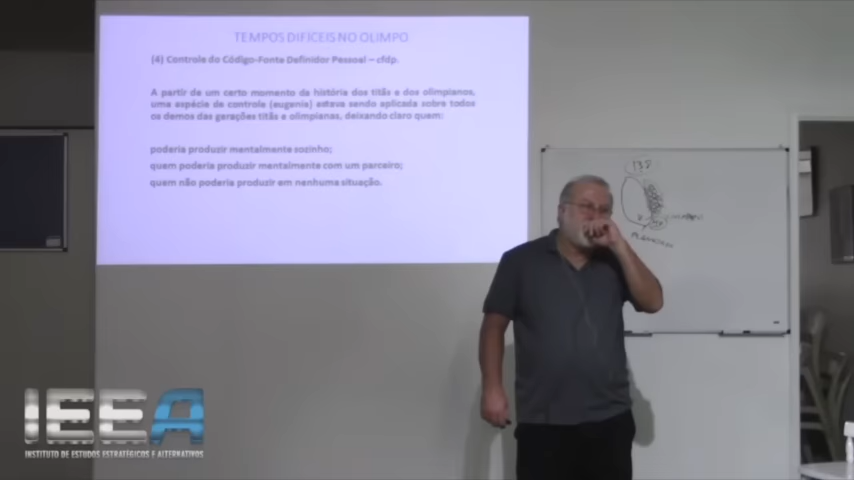 TEMPOS DIFÍCEIS NO OLIMPO
(4) Controle do Código-Fonte Definidor Pessoal – cfdp.
A partir de um certo momento da história dos titãs e dos olimpianos,
uma espécie de controle (eugenia) estava sendo aplicada sobre todos
os demos das gerações titãs e olimpianas, deixando claro quem:
poderia produzir mentalmente sozinho;
quem poderia produzir mentalmente com um parceiro;
quem não poderia produzir em nenhuma situação.
IEEA
INSTITUTO DE ESTUDOS ESTRATÉGICOS E ALTERNATIVOS